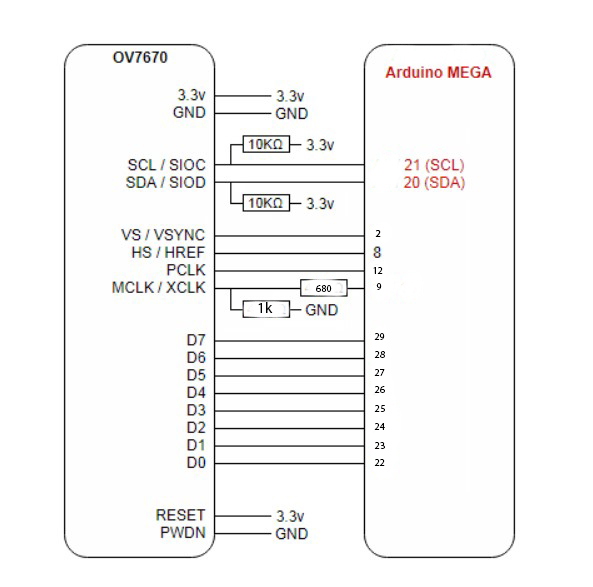 OV7670
Arduino MEGA
3.3v 3.3v
GND GND
10KΩ 3.3v
SCL / SIOC 21 (SCL)
SDA / SIOD 20 (SDA)
10KΩ 3.3v
VS / VSYNC 2
HS / HREF 8
PCLK 12
MCLK / XCLK 680 9
1k GND
D7 29
D6 28
D5 27
D4 26
D3 25
D2 24
D1 23
D0 22
RESET 3.3v
PWDN GND